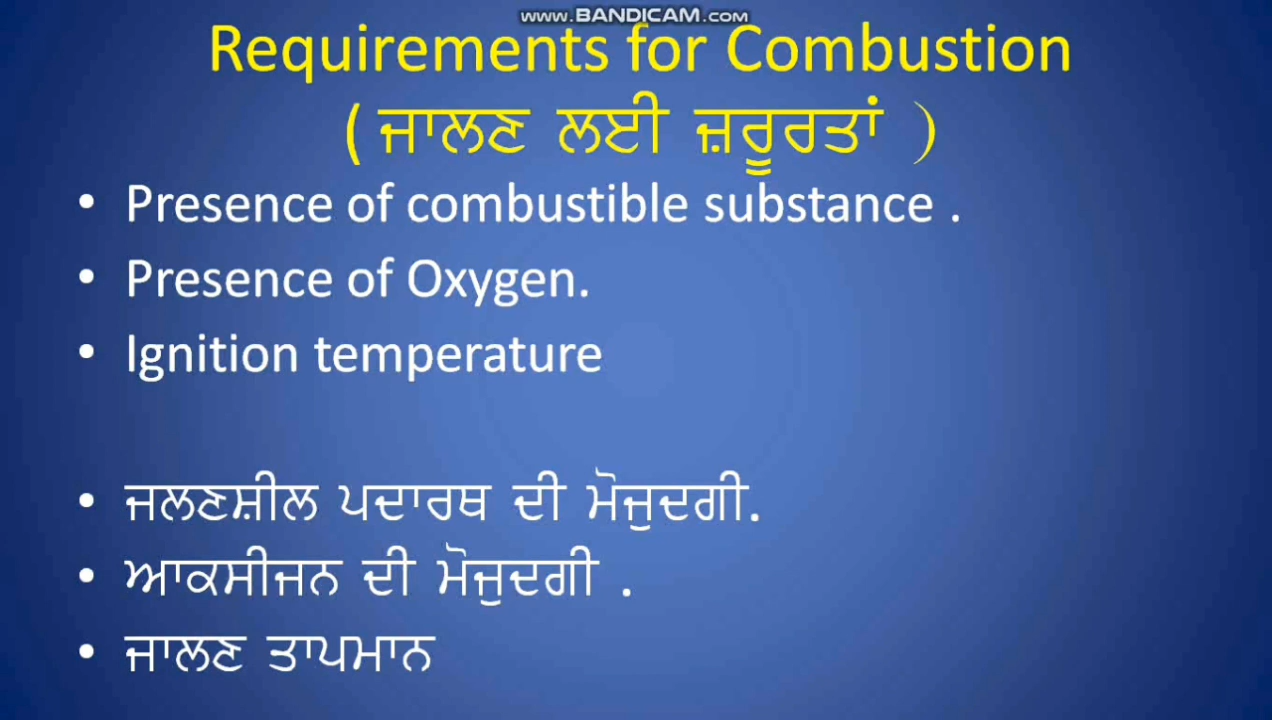 www.BANDICAM.com
Requirements for Combustion
( ਜਾਲਣ ਲਈ ਜ਼ਰੂਰਤਾਂ )
• Presence of combustible substance .
• Presence of Oxygen.
• Ignition temperature
• ਜਲਣਸ਼ੀਲ ਪਦਾਰਥ ਦੀ ਮੋਜੁਦਗੀ.
• ਆਕਸੀਜਨ ਦੀ ਮੋਜੁਦਗੀ .
• ਜਾਲਣ ਤਾਪਮਾਨ